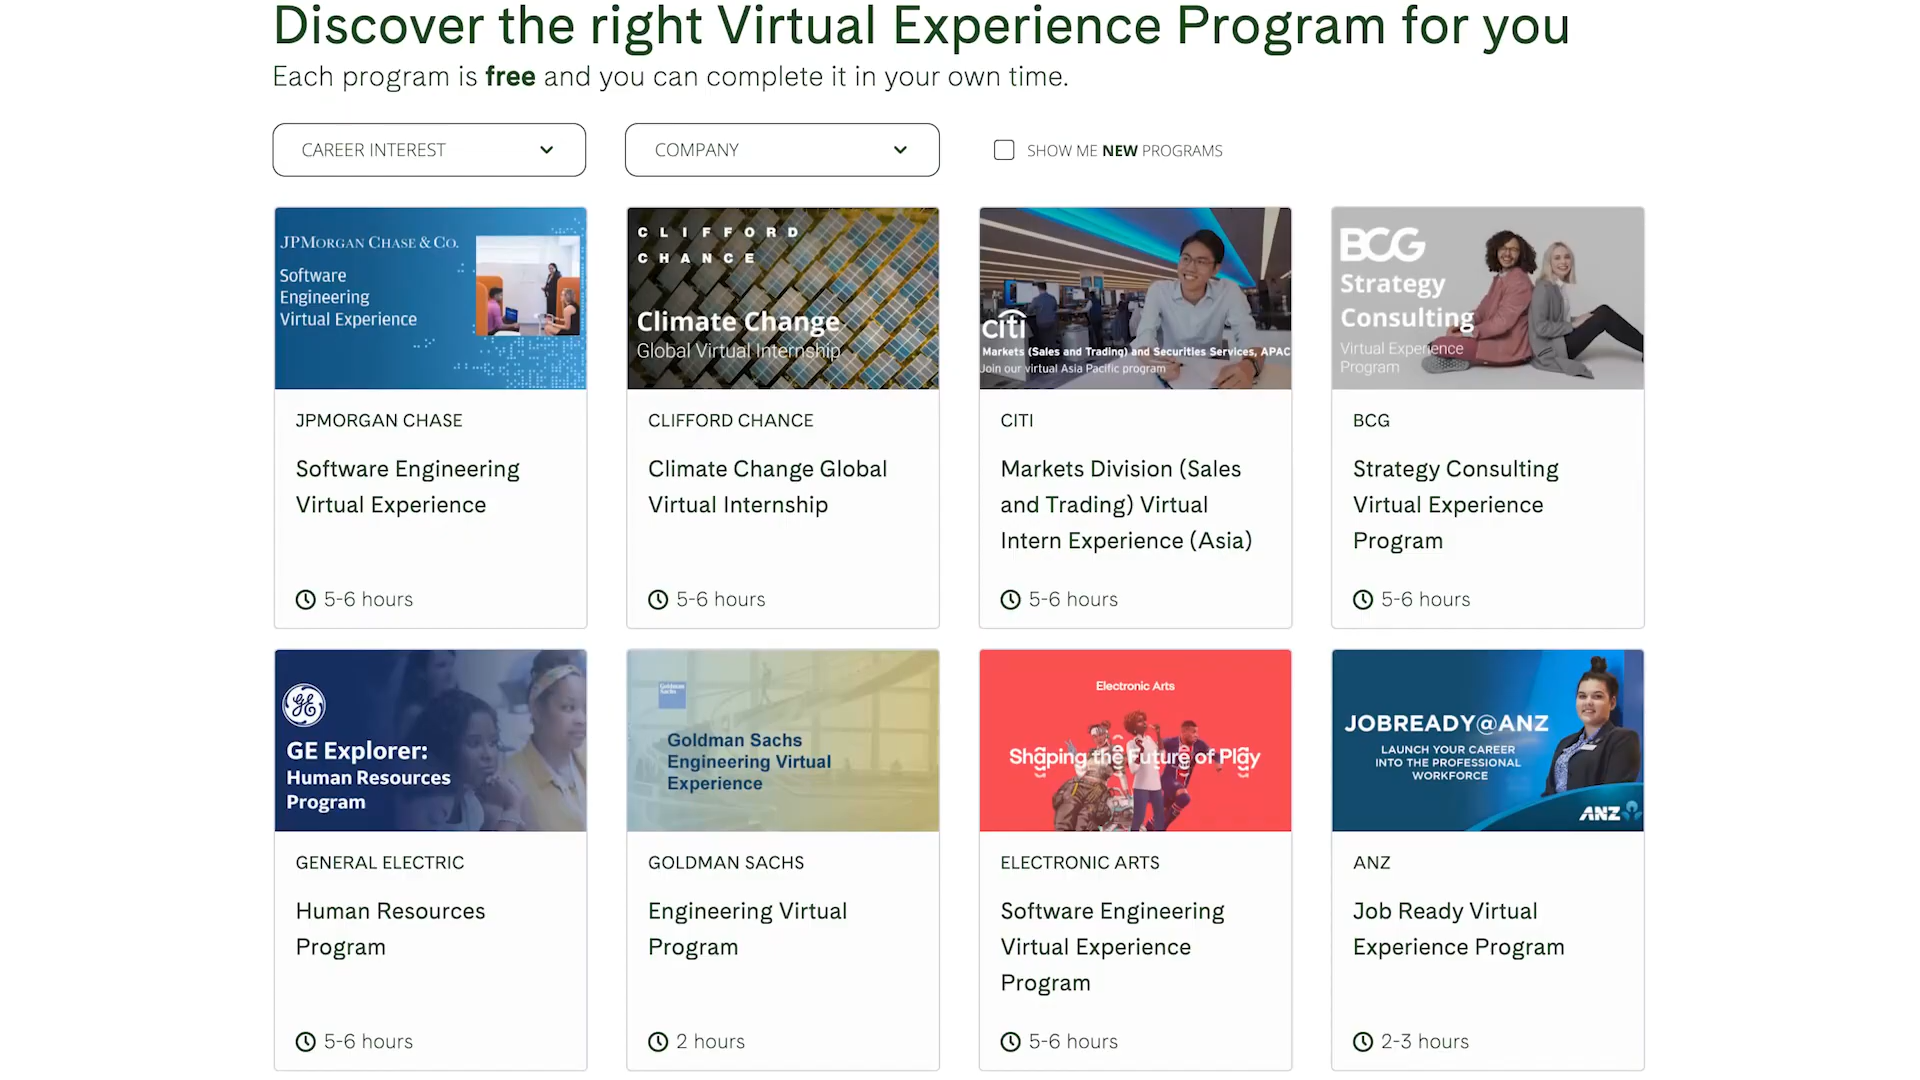 Discover the right Virtual Experience Program for you
Each program is free and you can complete it in your own time.
CAREER INTEREST
COMPANY
SHOW ME NEW PROGRAMS
JPMORGAN CHASE & CO.
Software
Engineering
Virtual Experience
JPMORGAN CHASE
Software Engineering
Virtual Experience
5-6 hours
CLIFFORD
CHANCE
Climate Change
Global Virtual Internship
CLIFFORD CHANCE
Climate Change Global
Virtual Internship
5-6 hours
citi
Markets (Sales and Trading) and Securities Services, APAC
Join our virtual Asia Pacific program
CITI
Markets Division (Sales
and Trading) Virtual
Intern Experience (Asia)
5-6 hours
BCG
Strategy
Consulting
Virtual Experience
Program
BCG
Strategy Consulting
Virtual Experience
Program
5-6 hours
GE
GE Explorer:
Human Resources
Program
GENERAL ELECTRIC
Human Resources
Program
5-6 hours
Goldman
Sachs
Goldman Sachs
Engineering Virtual
Experience
GOLDMAN SACHS
Engineering Virtual
Program
2 hours
Electronic Arts
Shaping the Future of Play
ELECTRONIC ARTS
Software Engineering
Virtual Experience
Program
5-6 hours
JOBREADY@ANZ
LAUNCH YOUR CAREER
INTO THE PROFESSIONAL
WORKFORCE
ANZ
ANZ
Job Ready Virtual
Experience Program
2-3 hours